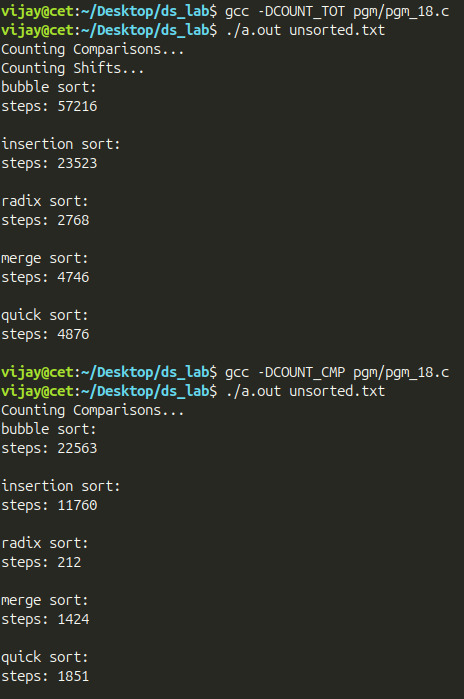 vijay@cet:~/Desktop/ds_lab$ gcc -DCOUNT_TOT pgm/pgm_18.c
vijay@cet:~/Desktop/ds_lab$ ./a.out unsorted.txt
Counting Comparisons...
Counting Shifts...
bubble sort:
steps: 57216
insertion sort:
steps: 23523
radix sort:
steps: 2768
merge sort:
steps: 4746
quick sort:
steps: 4876
vijay@cet:~/Desktop/ds_lab$ gcc -DCOUNT_CMP pgm/pgm_18.c
vijay@cet:~/Desktop/ds_lab$ ./a.out unsorted.txt
Counting Comparisons...
bubble sort:
steps: 22563
insertion sort:
steps: 11760
radix sort:
steps: 212
merge sort:
steps: 1424
quick sort:
steps: 1851